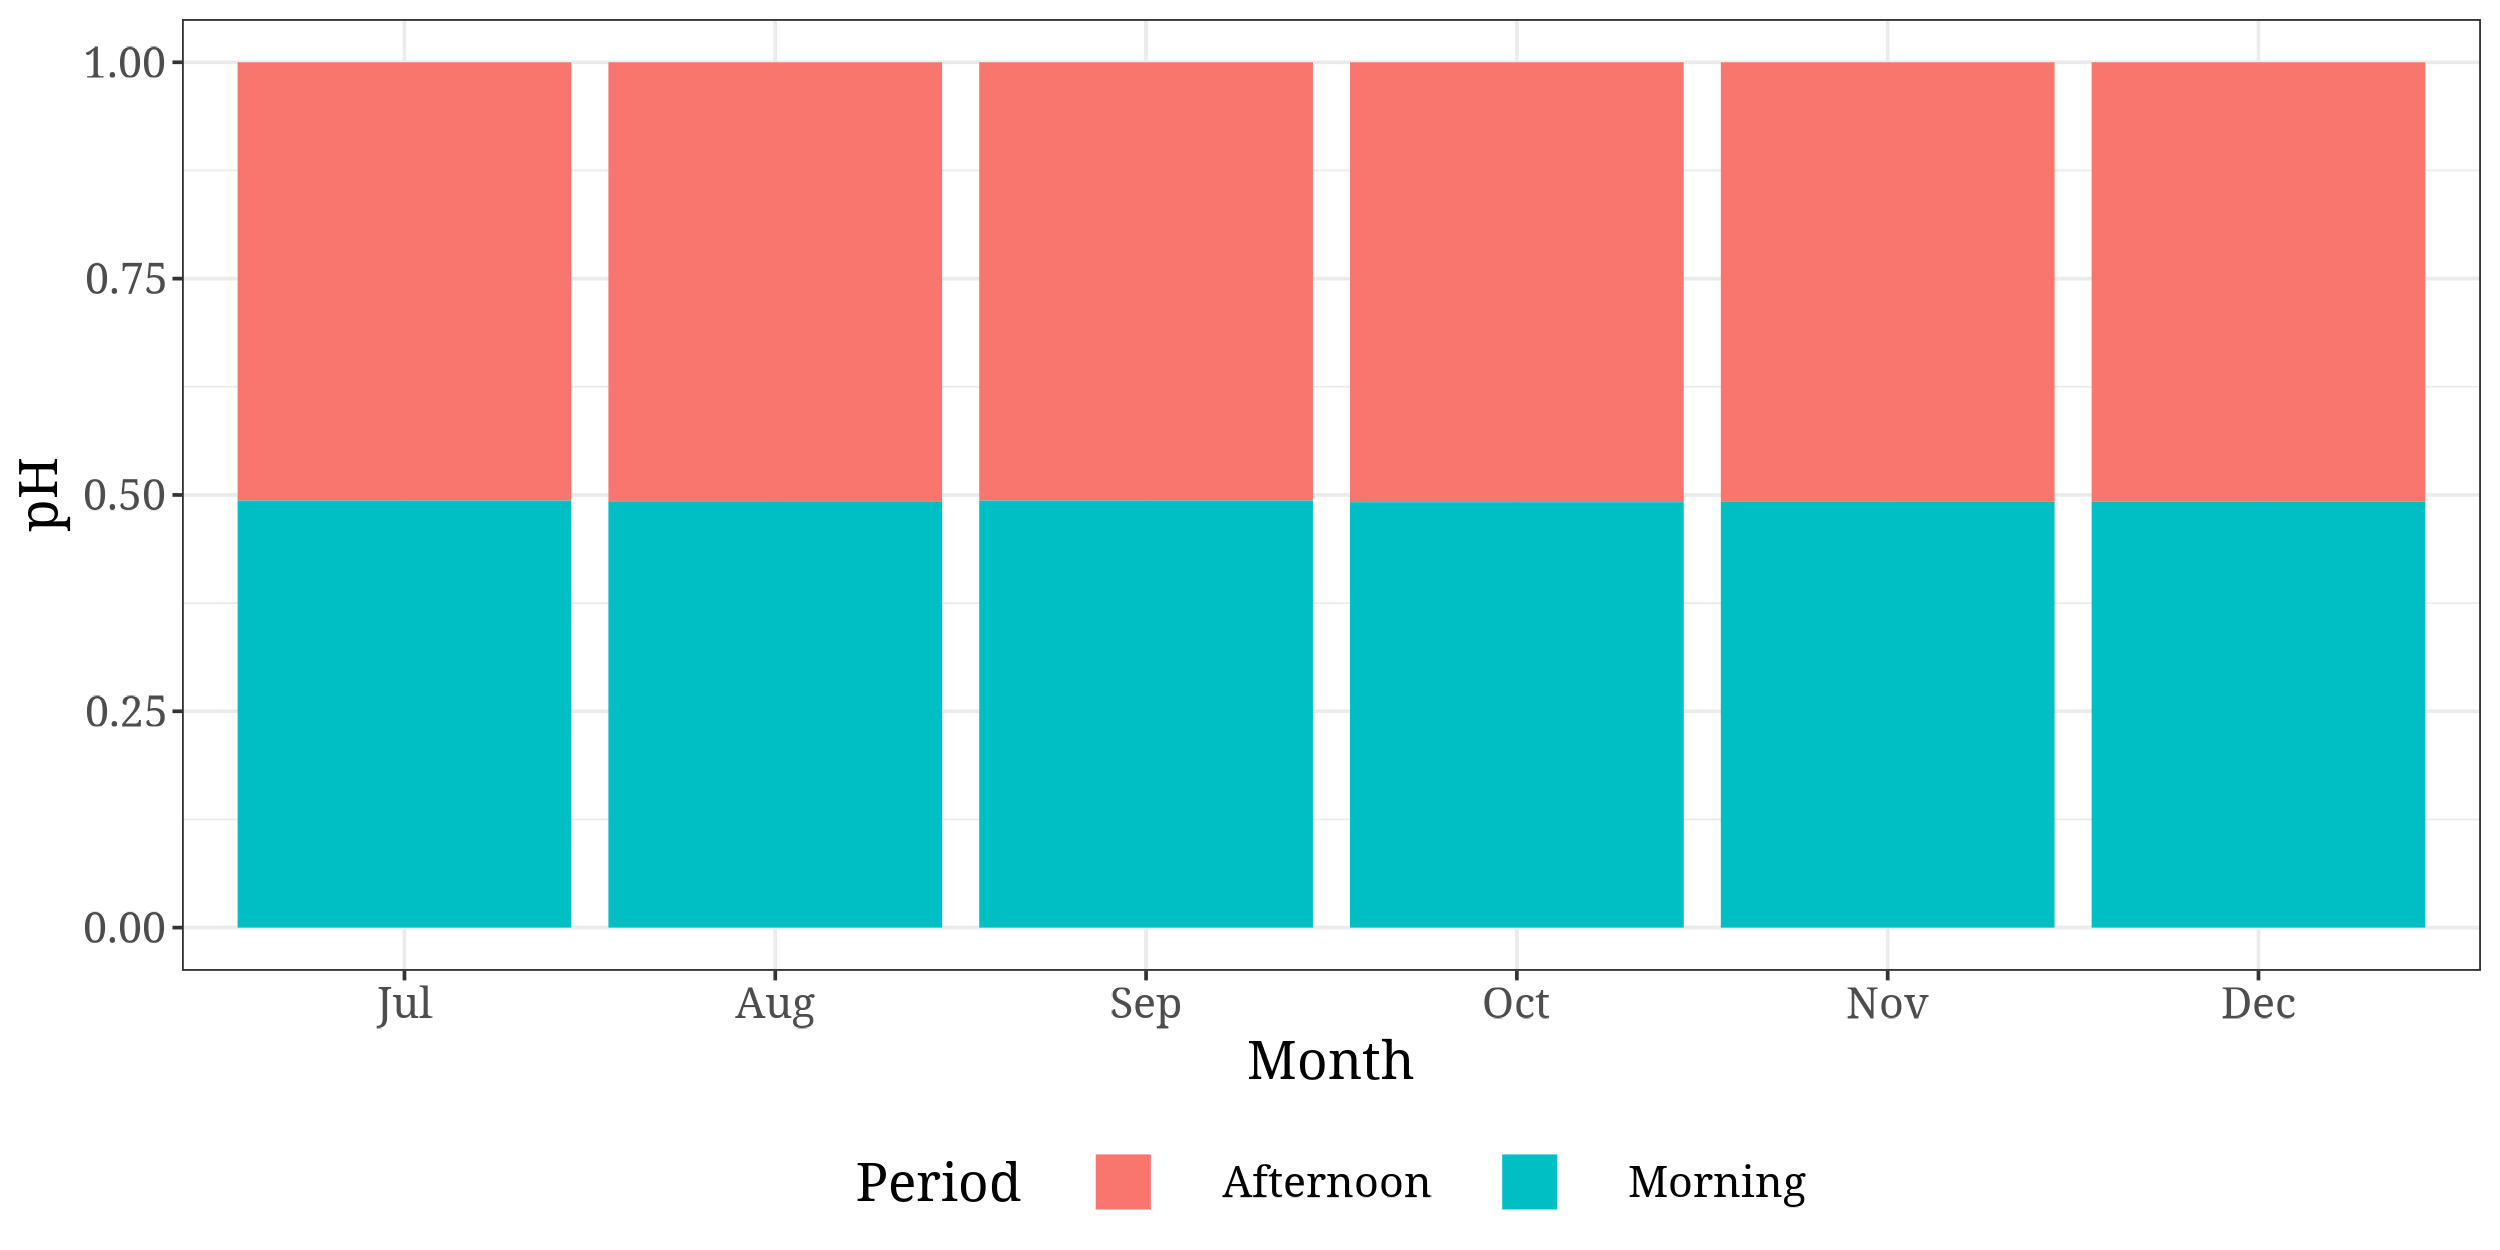 1.00
0.75
0.50
0.25
0.00
pH
Jul Aug Sep Oct Nov Dec
Month
Period Afternoon Morning